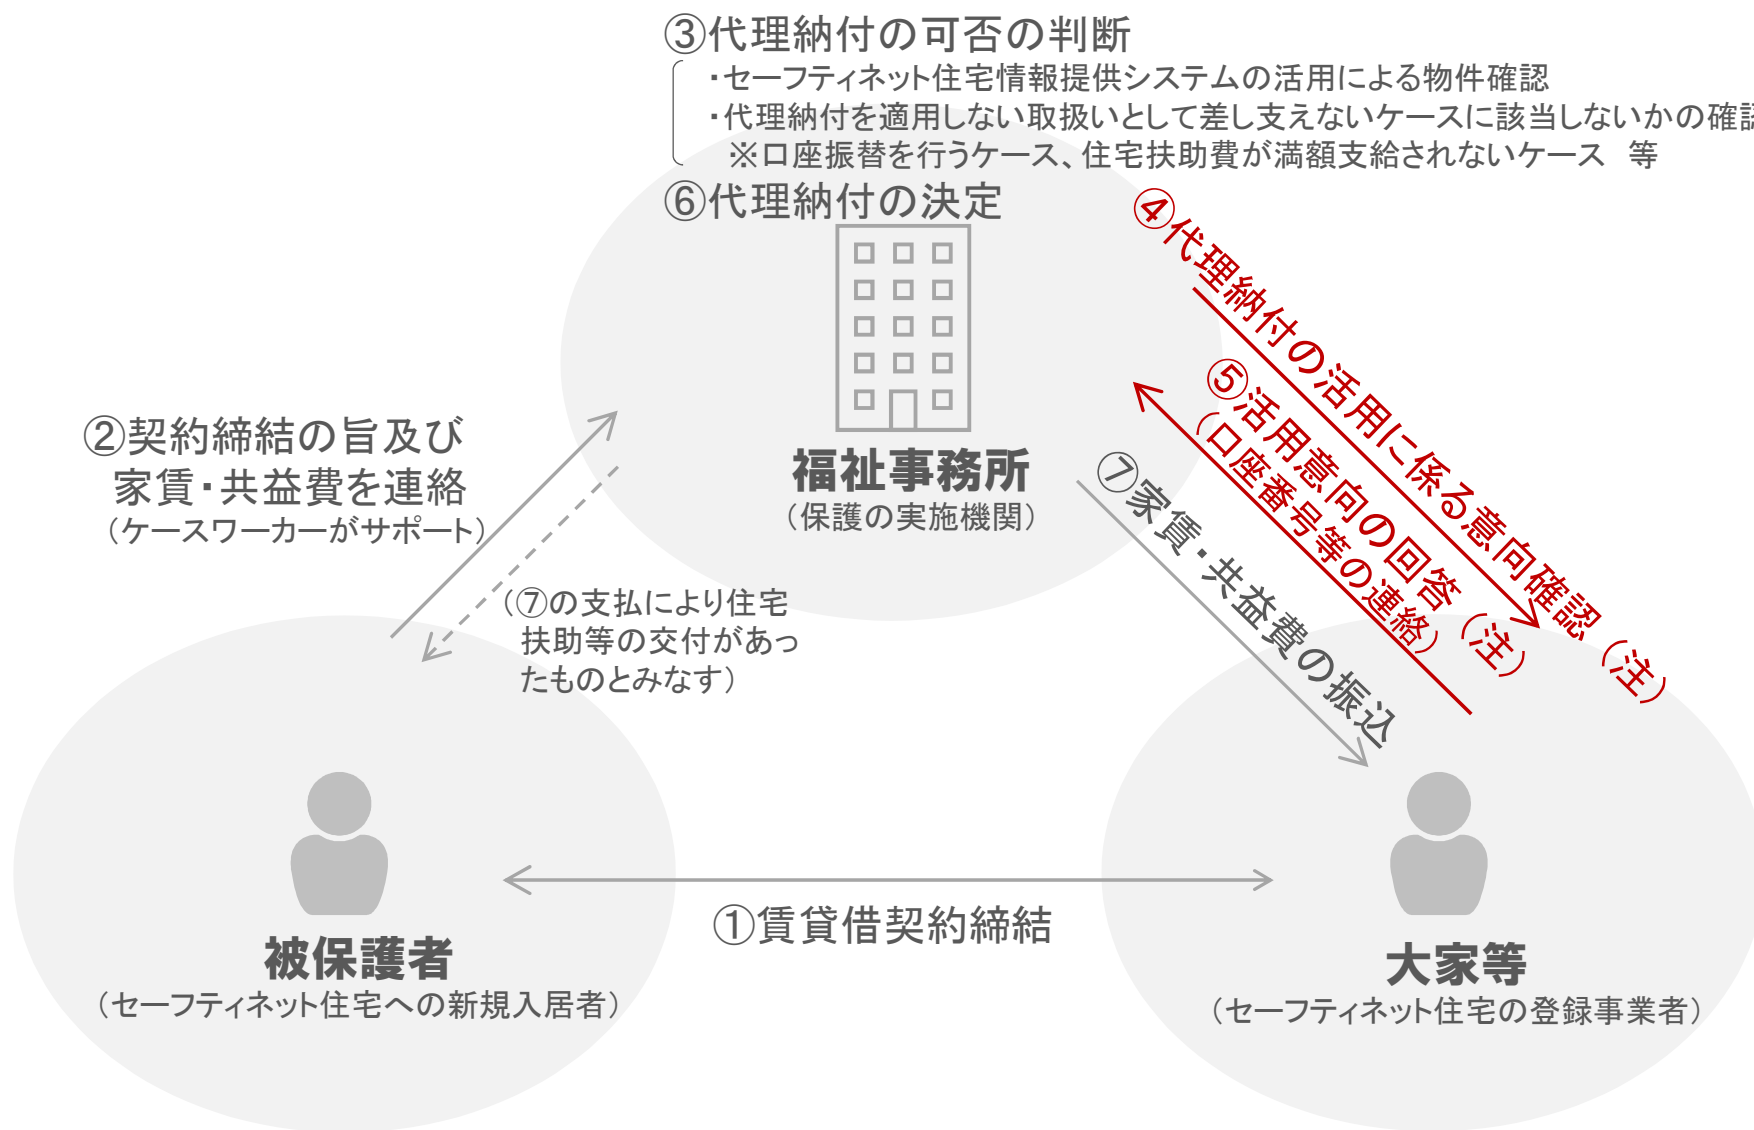 ③代理納付の可否の判断
・セーフティネット住宅情報提供システムの活用による物件確認
・代理納付を適用しない取扱いとして差し支えないケースに該当しないかの確認
※口座振替を行うケース、住宅扶助費が満額支給されないケース　等
⑥代理納付の決定
福祉事務所
（保護の実施機関）
④代理納付の活用に係る意向確認（注）
⑤活用意向の回答（注）
（口座番号等の連絡）
⑦家賃・共益費の振込
②契約締結の旨及び
家賃・共益費を連絡
（ケースワーカーがサポート）
（⑦の支払により住宅
扶助等の交付があっ
たものとみなす）
①賃貸借契約締結
被保護者
（セーフティネット住宅への新規入居者）
大家等
（セーフティネット住宅の登録事業者）